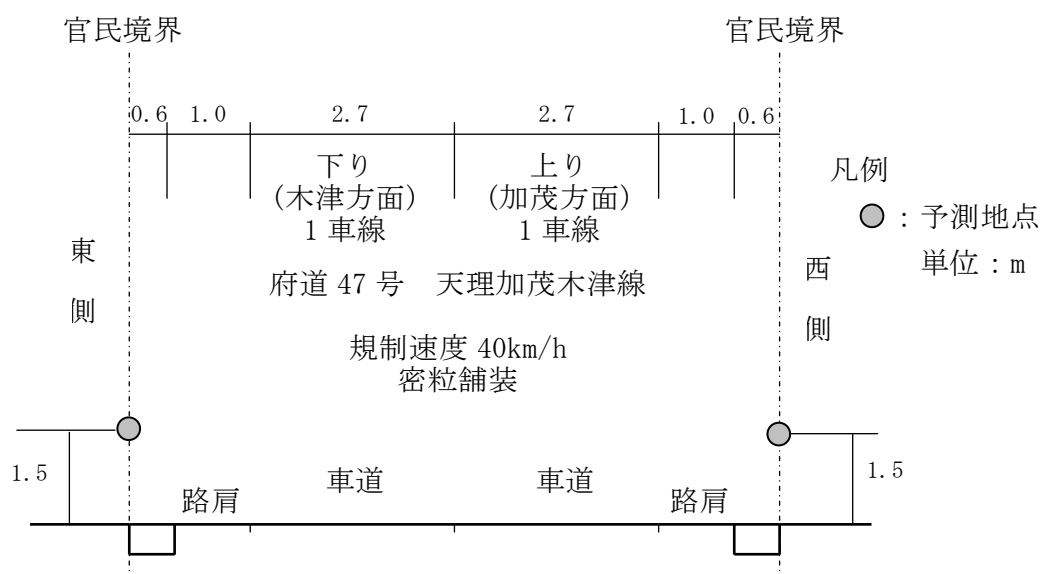 官民境界
官民境界
0.6 1.0 2.7 2.7 1.0 0.6
下り
(木津方面)
1車線
上り
(加茂方面)
1車線
凡例
：予測地点
単位：m
東
側
西
側
府道47号 天理加茂木津線
規制速度40km/h
密粒舗装
1.5
1.5
路肩
車道
車道
路肩